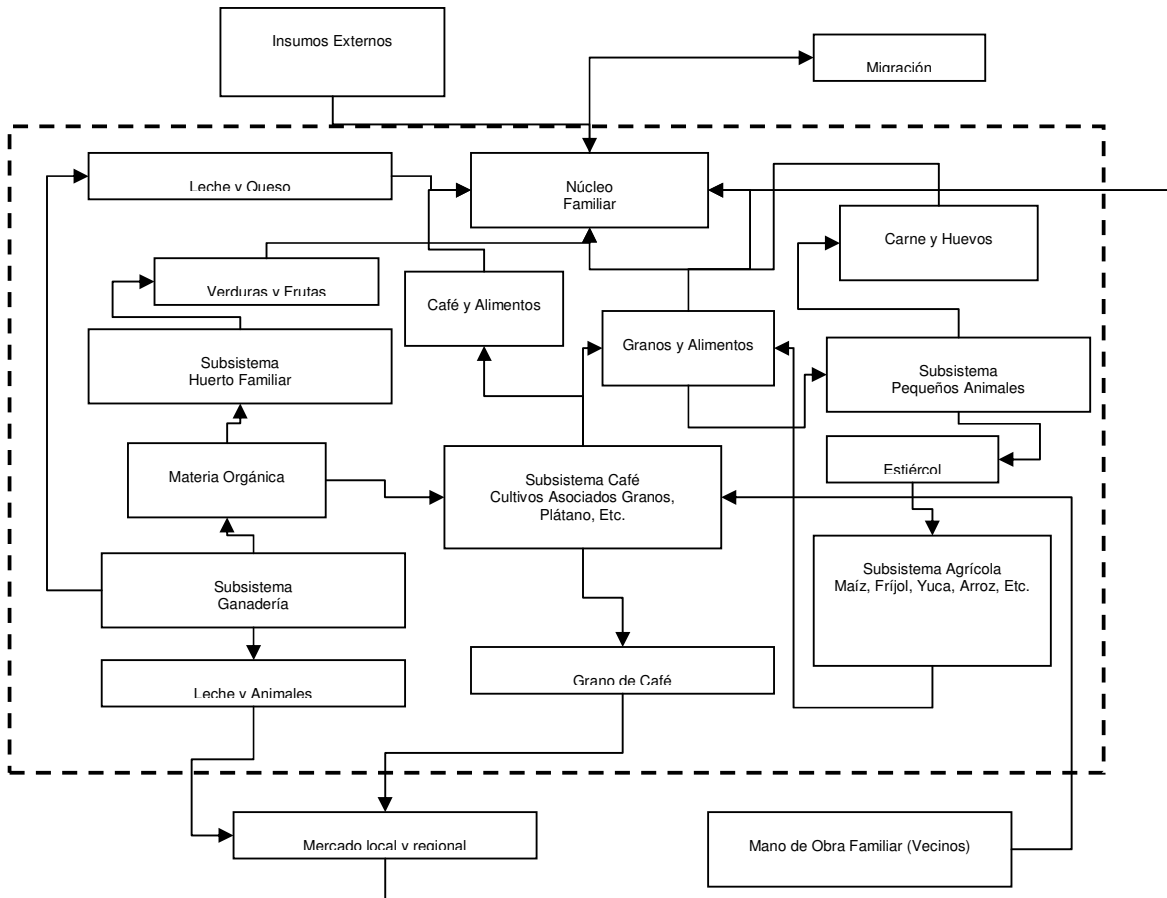 Insumos Externos
Migración
Leche y Queso
Núcleo
Familiar
Carne y Huevos
Verduras y Frutas
Café y Alimentos
Granos y Alimentos
Subsistema
Huerto Familiar
Subsistema
Pequeños Animales
Materia Orgánica
Subsistema Café
Cultivos Asociados Granos,
Plátano, Etc.
Estiércol
Subsistema
Ganadería
Subsistema Agrícola
Maíz, Fríjol, Yuca, Arroz, Etc.
Leche y Animales
Grano de Café
Mercado local y regional
Mano de Obra Familiar (Vecinos)